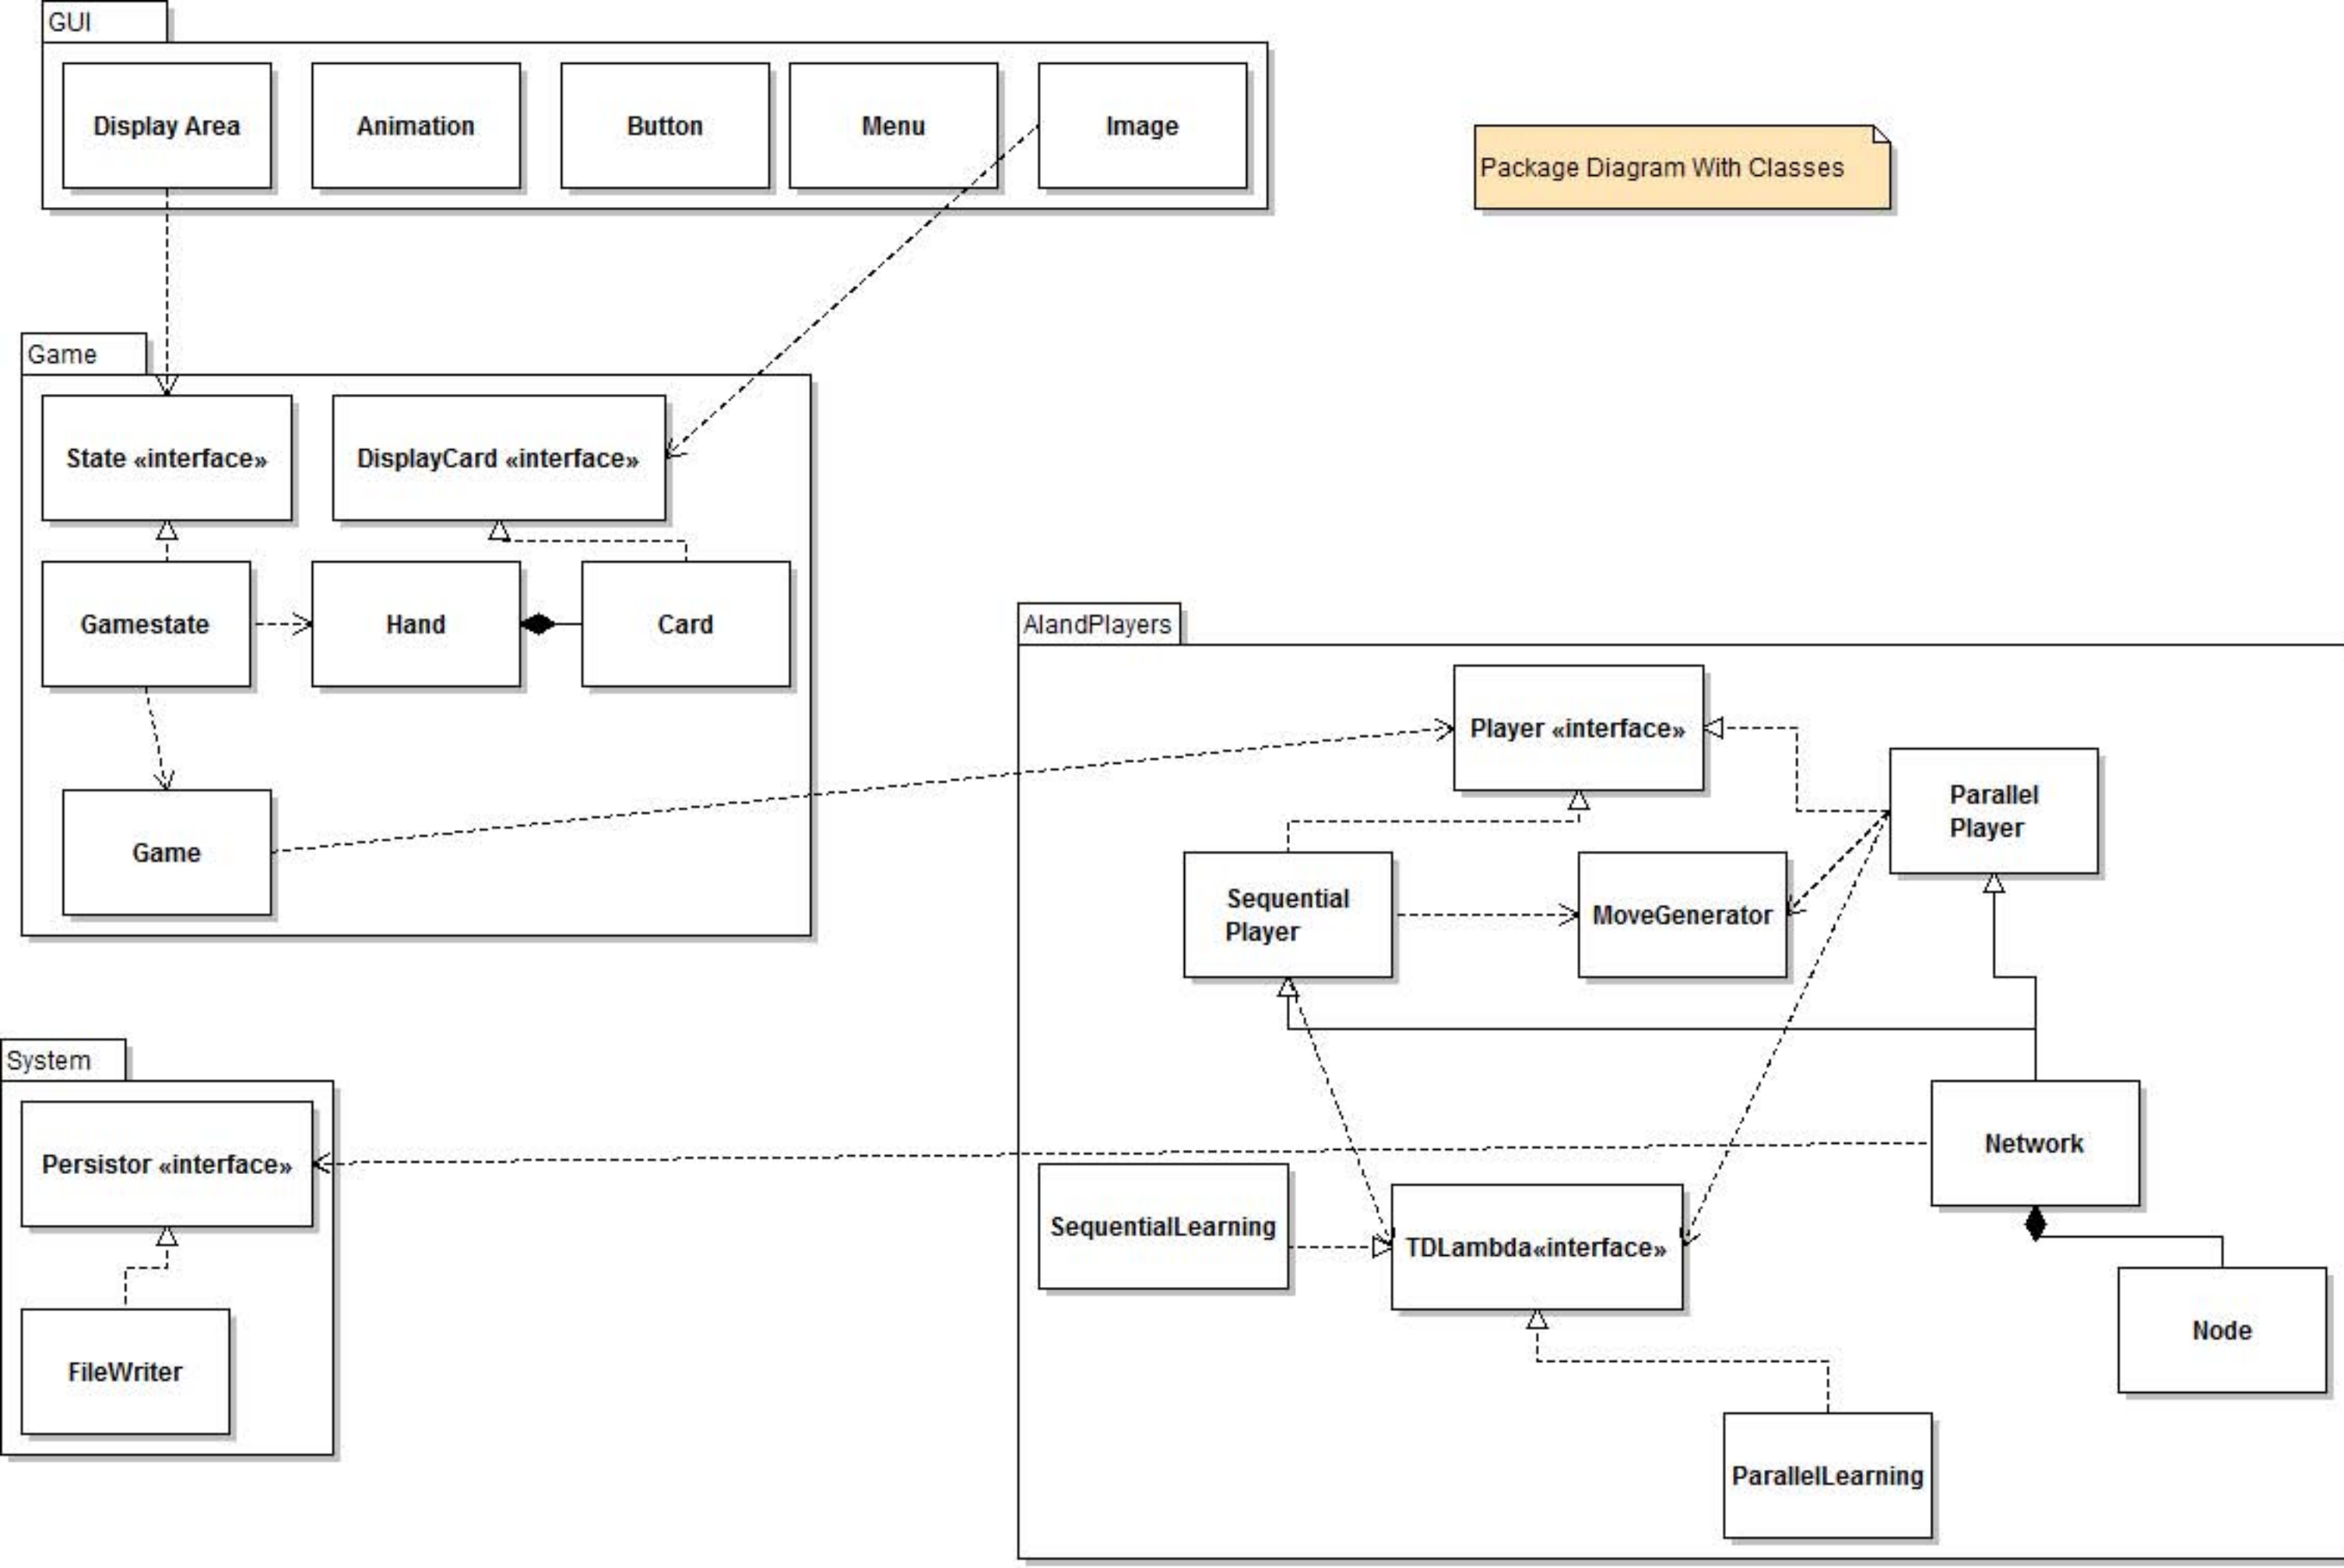 GUI
Display Area
Animation
Button
Menu
Image
Package Diagram With Classes
Game
State «interface»
DisplayCard «interface»
Gamestate
Hand
Card
Game
AIandPlayers
Player «interface»
Parallel
Player
Sequential
Player
MoveGenerator
System
Persistor «interface»
Network
SequentialLearning
TDLambda«interface»
Node
FileWriter
ParallelLearning